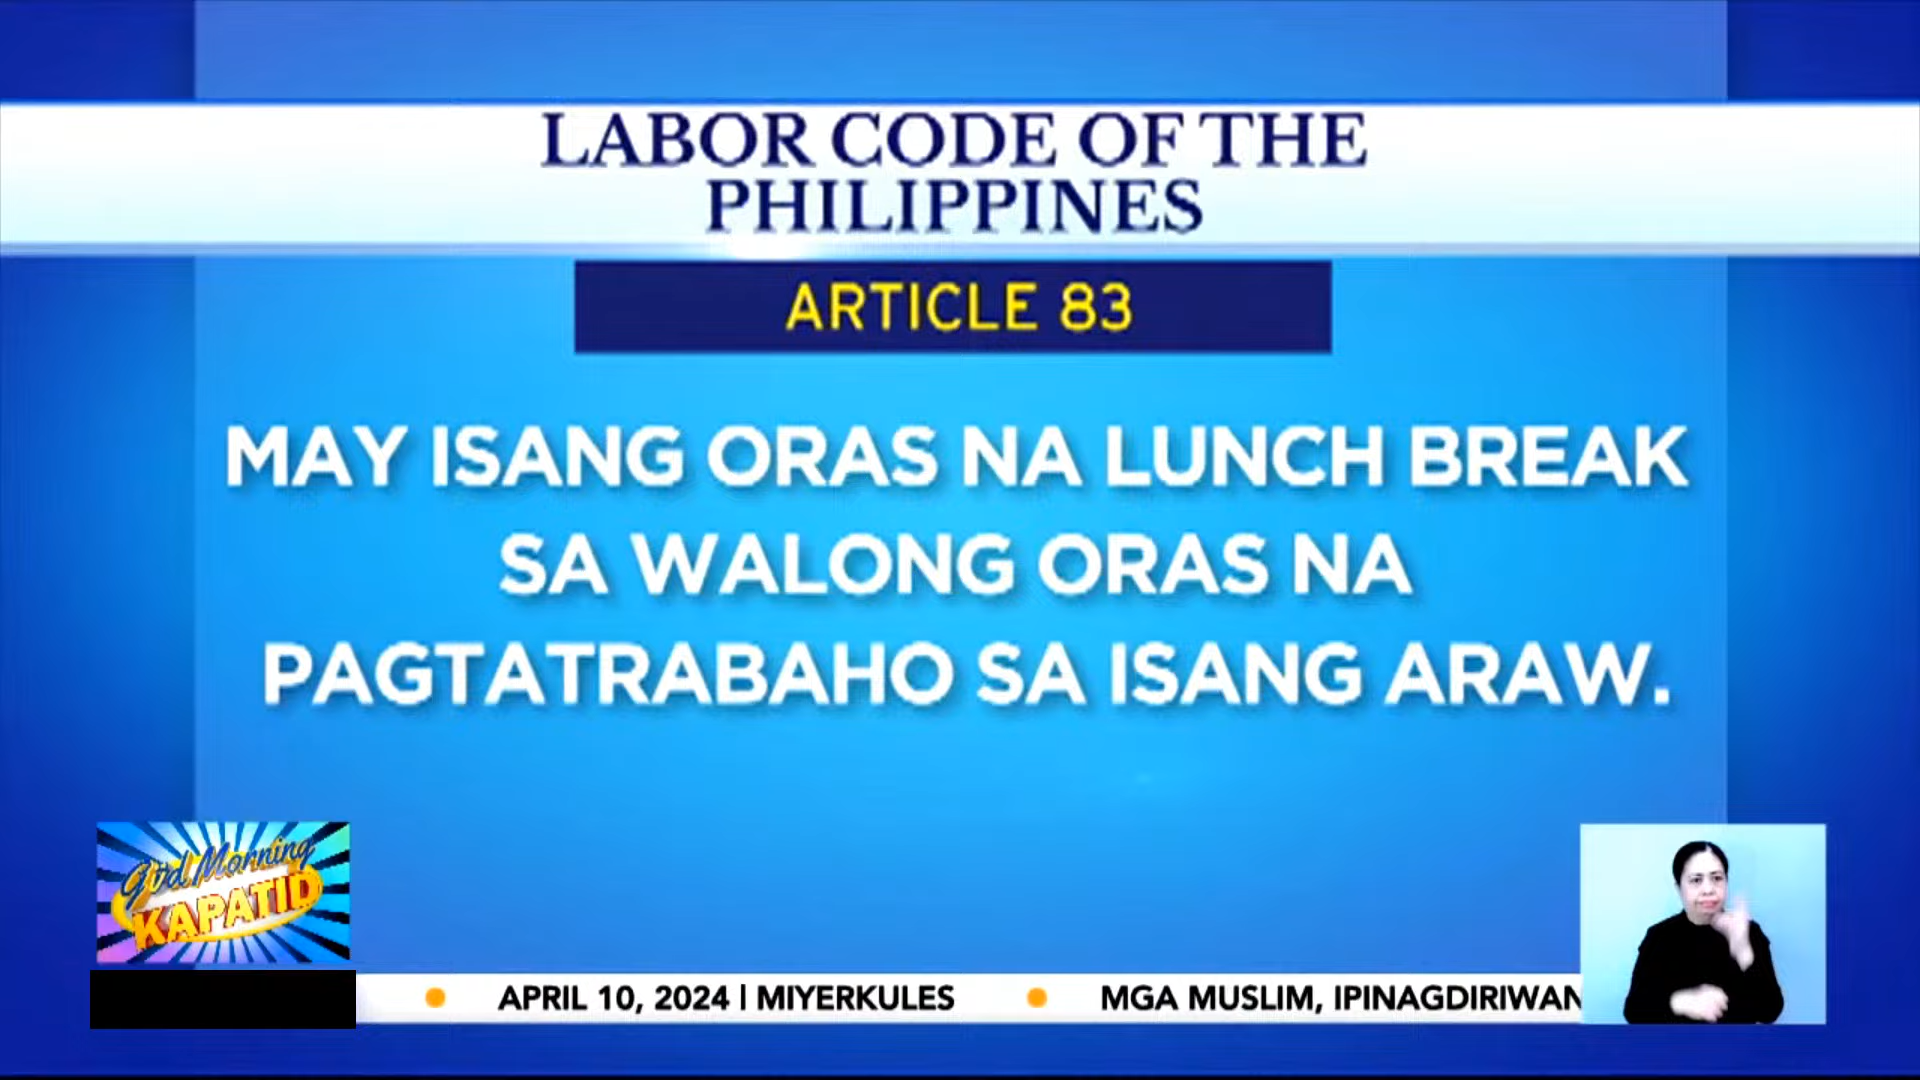 LABOR CODE OF THE
PHILIPPINES
ARTICLE 83
MAY ISANG ORAS NA LUNCH BREAK
SA WALONG ORAS NA
PAGTATRABAHO SA ISANG ARAW.
Gud Morning
KAPATID
APRIL 10, 2024 | MIYERKULES
MGA MUSLIM, IPINAGDIRIWAN